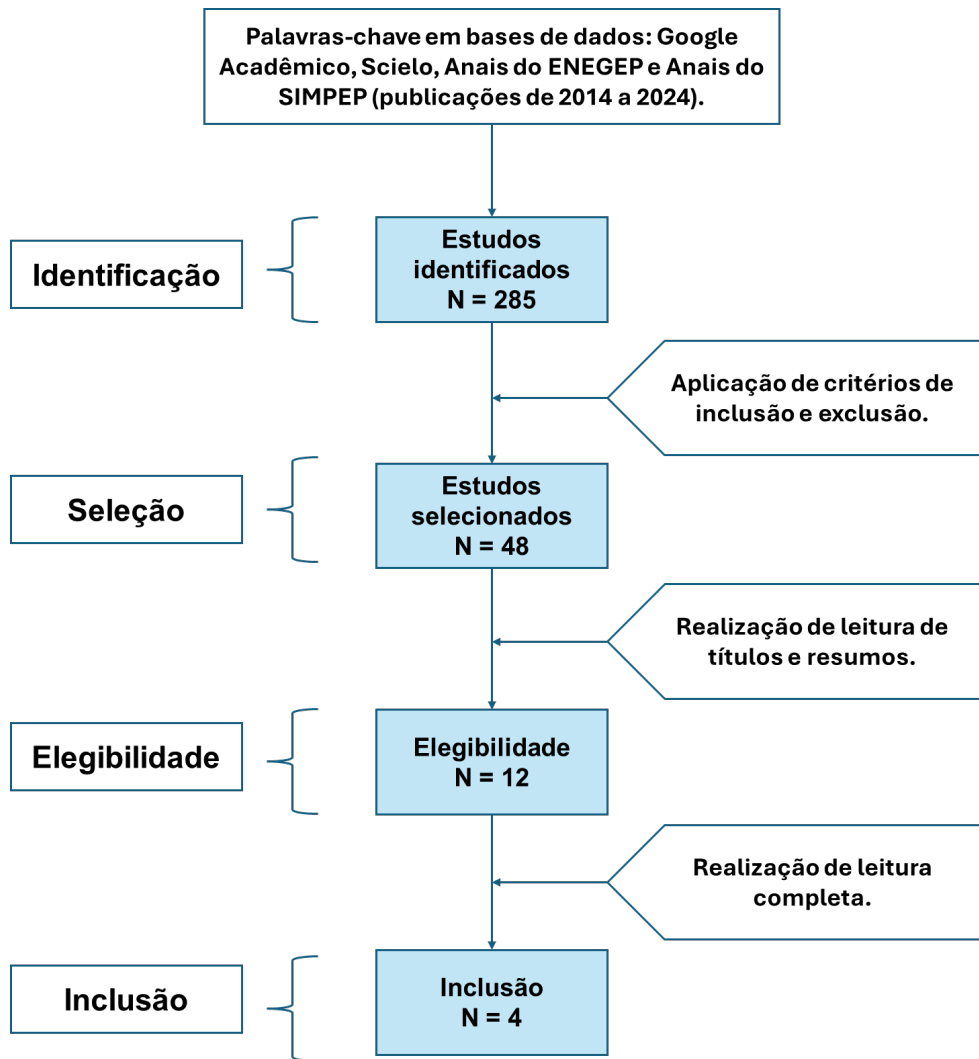 Palavras-chave em bases de dados: Google
Acadêmico, Scielo, Anais do ENEGEP e Anais do
SIMPEP (publicações de 2014 a 2024).
Identificação
Estudos
identificados
N = 285
Aplicação de critérios de
inclusão e exclusão.
Seleção
Estudos
selecionados
N = 48
Realização de leitura de
títulos e resumos.
Elegibilidade
Elegibilidade
N = 12
Realização de leitura
completa.
Inclusão
Inclusão
N = 4